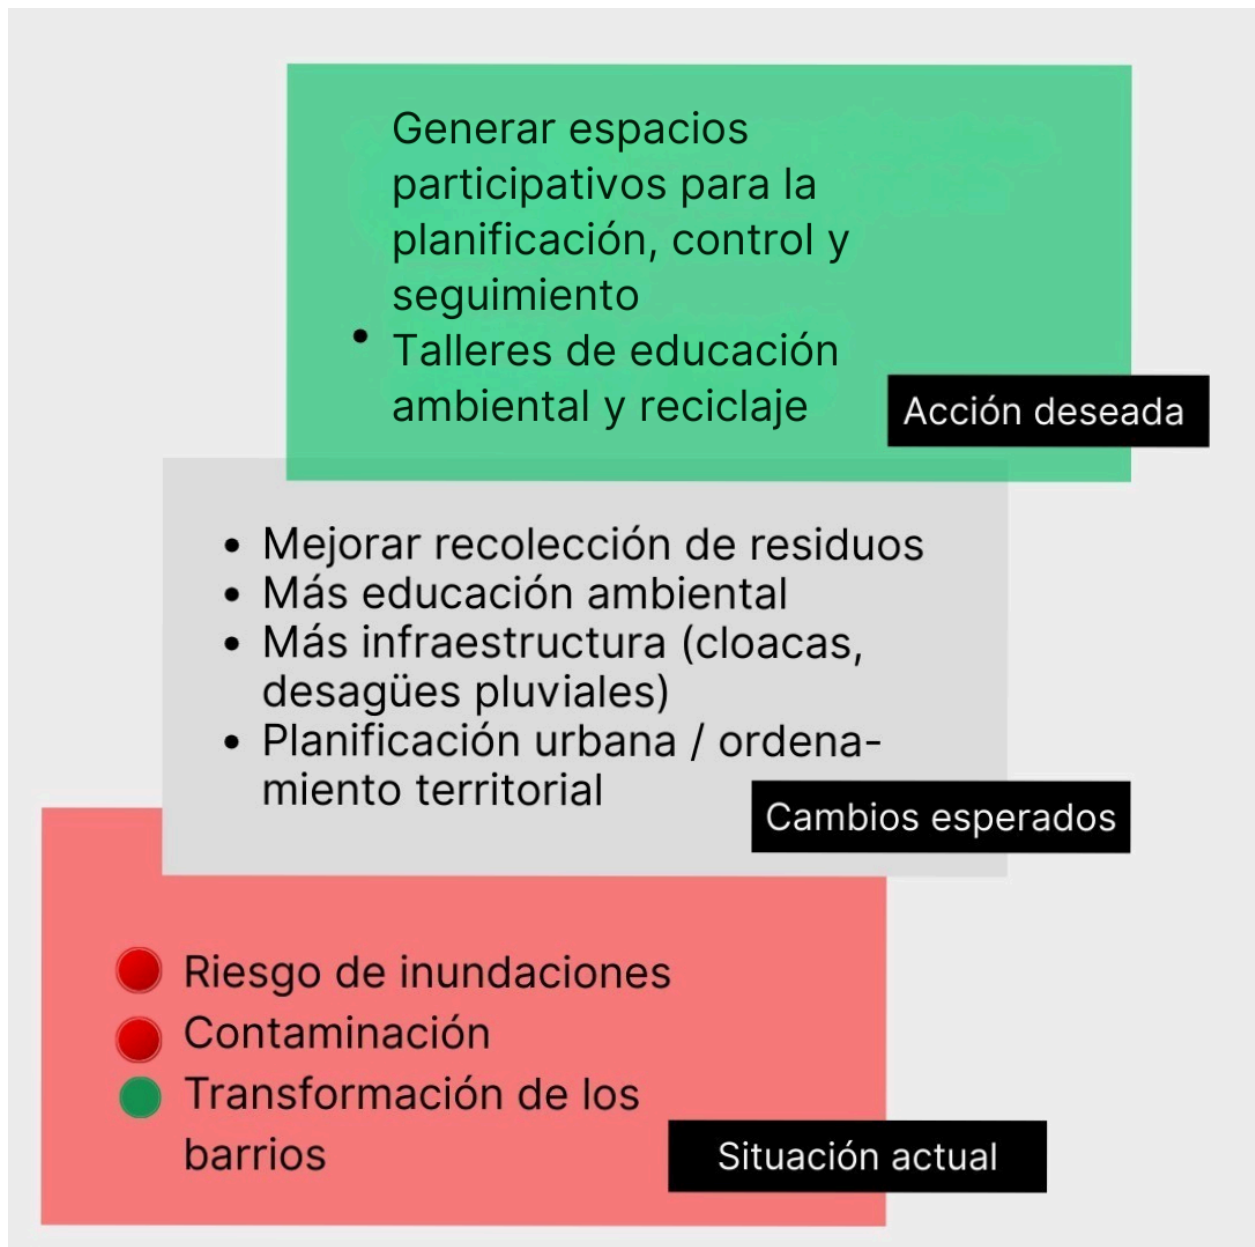 Generar espacios
participativos para la
planificación, control y
seguimiento
• Talleres de educación
ambiental y reciclaje
Acción deseada
• Mejorar recolección de residuos
• Más educación ambiental
• Más infraestructura (cloacas,
desagües pluviales)
• Planificación urbana / ordena-
miento territorial
Cambios esperados
Riesgo de inundaciones
Contaminación
Transformación de los
barrios
Situación actual